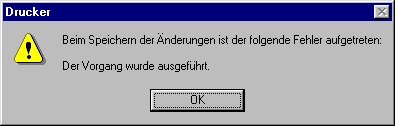 Drucker
Beim Speichern der Änderungen ist der folgende Fehler aufgetreten:
Der Vorgang wurde ausgeführt.
OK